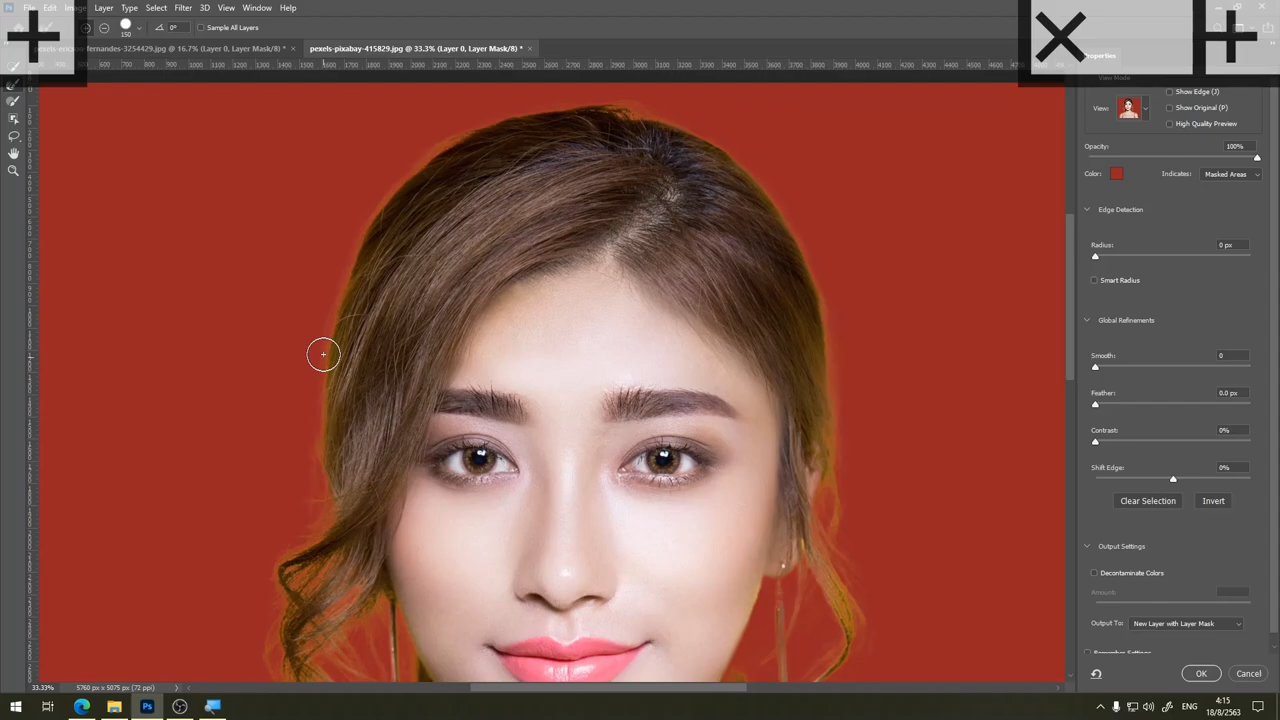 File Edit Image Layer Type Select Filter 3D View Window Help
150 0° Sample All Layers
fernandes-3254429.jpg @ 16.7% (Layer 0, Layer Mask/8) * ×
pexels-pixabay-415829.jpg @ 33.3% (Layer 0, Layer Mask/8) * ×
Properties
View Mode
Show Edge (J)
View:
Show Original (P)
High Quality Preview
Opacity: 100%
Color: Indicates: Masked Areas
Edge Detection
Radius: 0 px
Smart Radius
Global Refinements
Smooth: 0
Feather: 0.0 px
Contrast: 0%
Shift Edge: 0%
Clear Selection Invert
Output Settings
Decontaminate Colors
Amount:
Output To: New Layer with Layer Mask
Remember Settings
OK Cancel
33.33% 5760 px x 5075 px (72 ppi)
Ps
ENG
4:15
18/8/2563